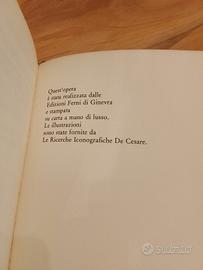 Quest'opera
è stata realizzata dalle
Edizioni Ferni di Ginevra
e stampata
su carta a mano di lusso,
Le illustrazioni
sono state fornite da
Le Ricerche Iconografiche De Cesare.
subito